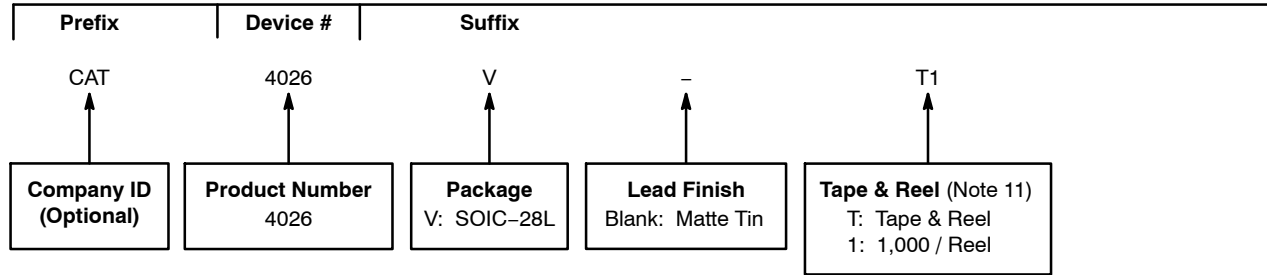 Prefix Device # Suffix
CAT 4026 V – T1
Company ID
(Optional)
Product Number
4026
Package
V: SOIC−28L
Lead Finish
Blank: Matte Tin
Tape & Reel (Note 11)
T: Tape & Reel
1: 1,000 / Reel